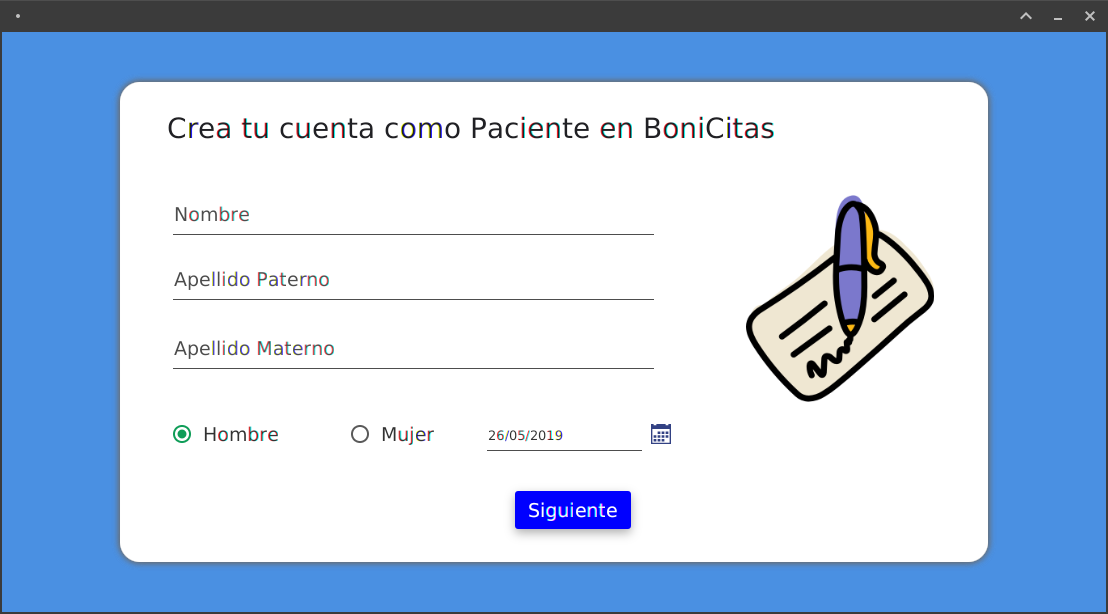 Crea tu cuenta como Paciente en BoniCitas
Nombre
Apellido Paterno
Apellido Materno
Hombre Mujer 26/05/2019
Siguiente